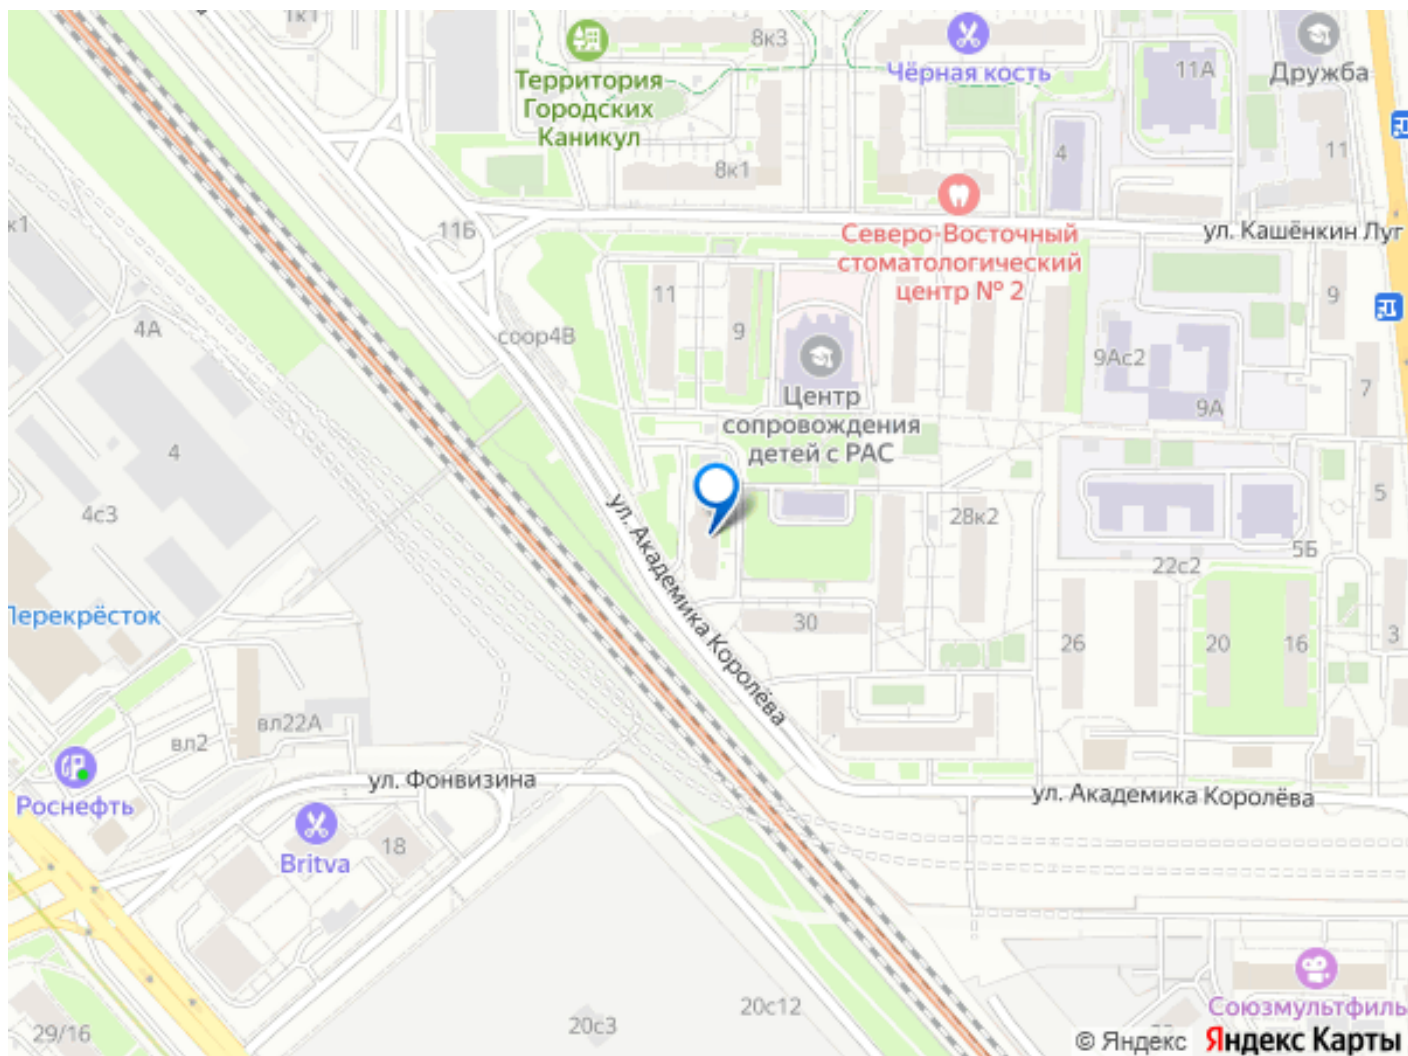 1к1
8к3
Территория
Городских
Каникул
Чёрная кость
11А
Дружба
4
11
8к1
к1
11Б
Северо-Восточный
стоматологический
центр № 2
ул. Кашёнкин Луг
11
9
9
4А
соор4В
9Ас2
7
Центр
сопровождения
детей с РАС
9А
4
4с3
ул. Академика Королёва
28к2
5
5Б
22с2
Перекрёсток
30
26
20
16
3
вл22А
вл2
ул. Фонвизина
Роснефть
ул. Академика Королёва
18
Britva
Союзмультфиль
20с12
20с3
29/16
© Яндекс Яндекс Карты